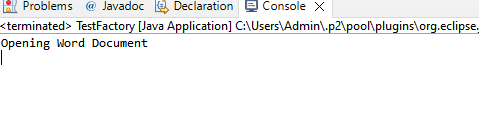 Problems @ Javadoc Declaration Console
<terminated> TestFactory [Java Application] C:\Users\Admin\.p2\pool\plugins\org.eclipse.
Opening Word Document